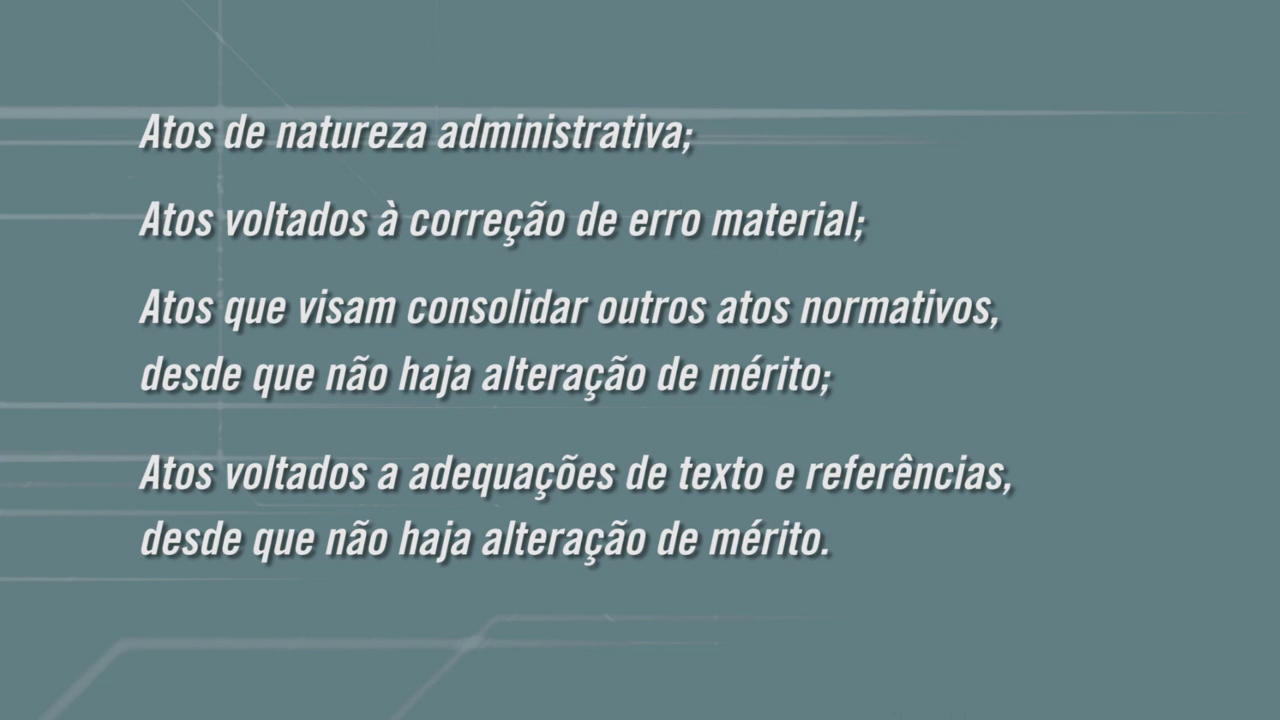 Atos de natureza administrativa;
Atos voltados à correção de erro material;
Atos que visam consolidar outros atos normativos,
desde que não haja alteração de mérito;
Atos voltados a adequações de texto e referências,
desde que não haja alteração de mérito.